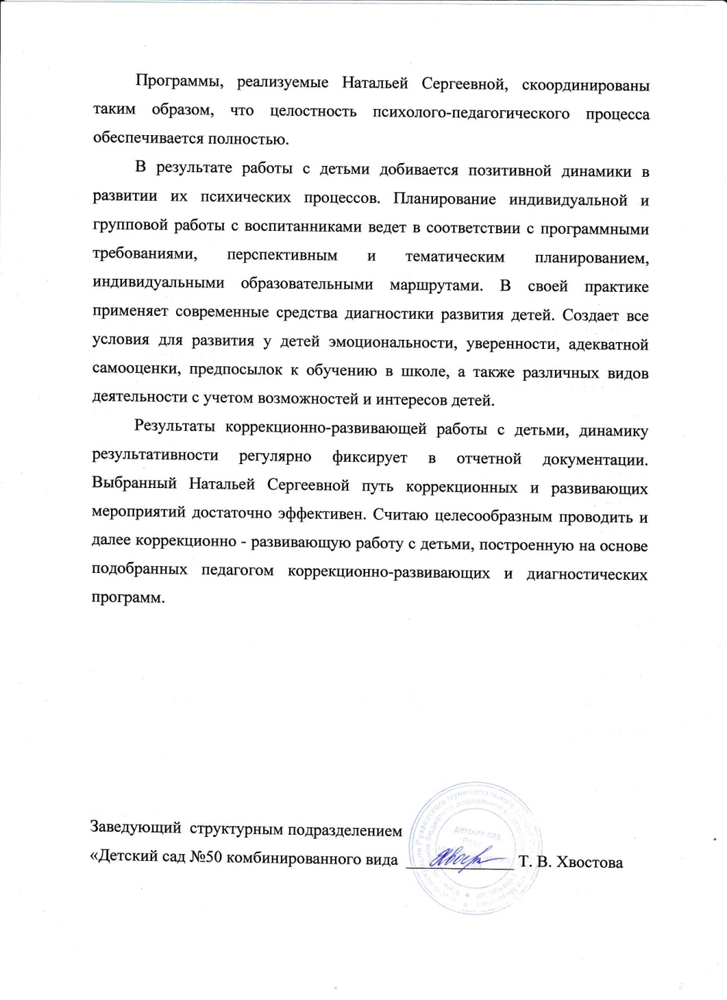 Программы, реализуемые Натальей Сергеевной, скоординированы
таким образом, что целостность психолого-педагогического процесса
обеспечивается полностью.
В результате работы с детьми добивается позитивной динамики в
развитии их психических процессов. Планирование индивидуальной и
групповой работы с воспитанниками ведет в соответствии с программными
требованиями, перспективным и тематическим планированием,
индивидуальными образовательными маршрутами. В своей практике
применяет современные средства диагностики развития детей. Создает все
условия для развития у детей эмоциональности, уверенности, адекватной
самооценки, предпосылок к обучению в школе, а также различных видов
деятельности с учетом возможностей и интересов детей.
Результаты коррекционно-развивающей работы с детьми, динамику
результативности регулярно фиксирует в отчетной документации.
Выбранный Натальей Сергеевной путь коррекционных и развивающих
мероприятий достаточно эффективен. Считаю целесообразным проводить и
далее коррекционно - развивающую работу с детьми, построенную на основе
подобранных педагогом коррекционно-развивающих и диагностических
программ.
Заведующий структурным подразделением
«Детский сад №50 комбинированного вида ____________ Т. В. Хвостова
Рузаевского муниципального
детский сад